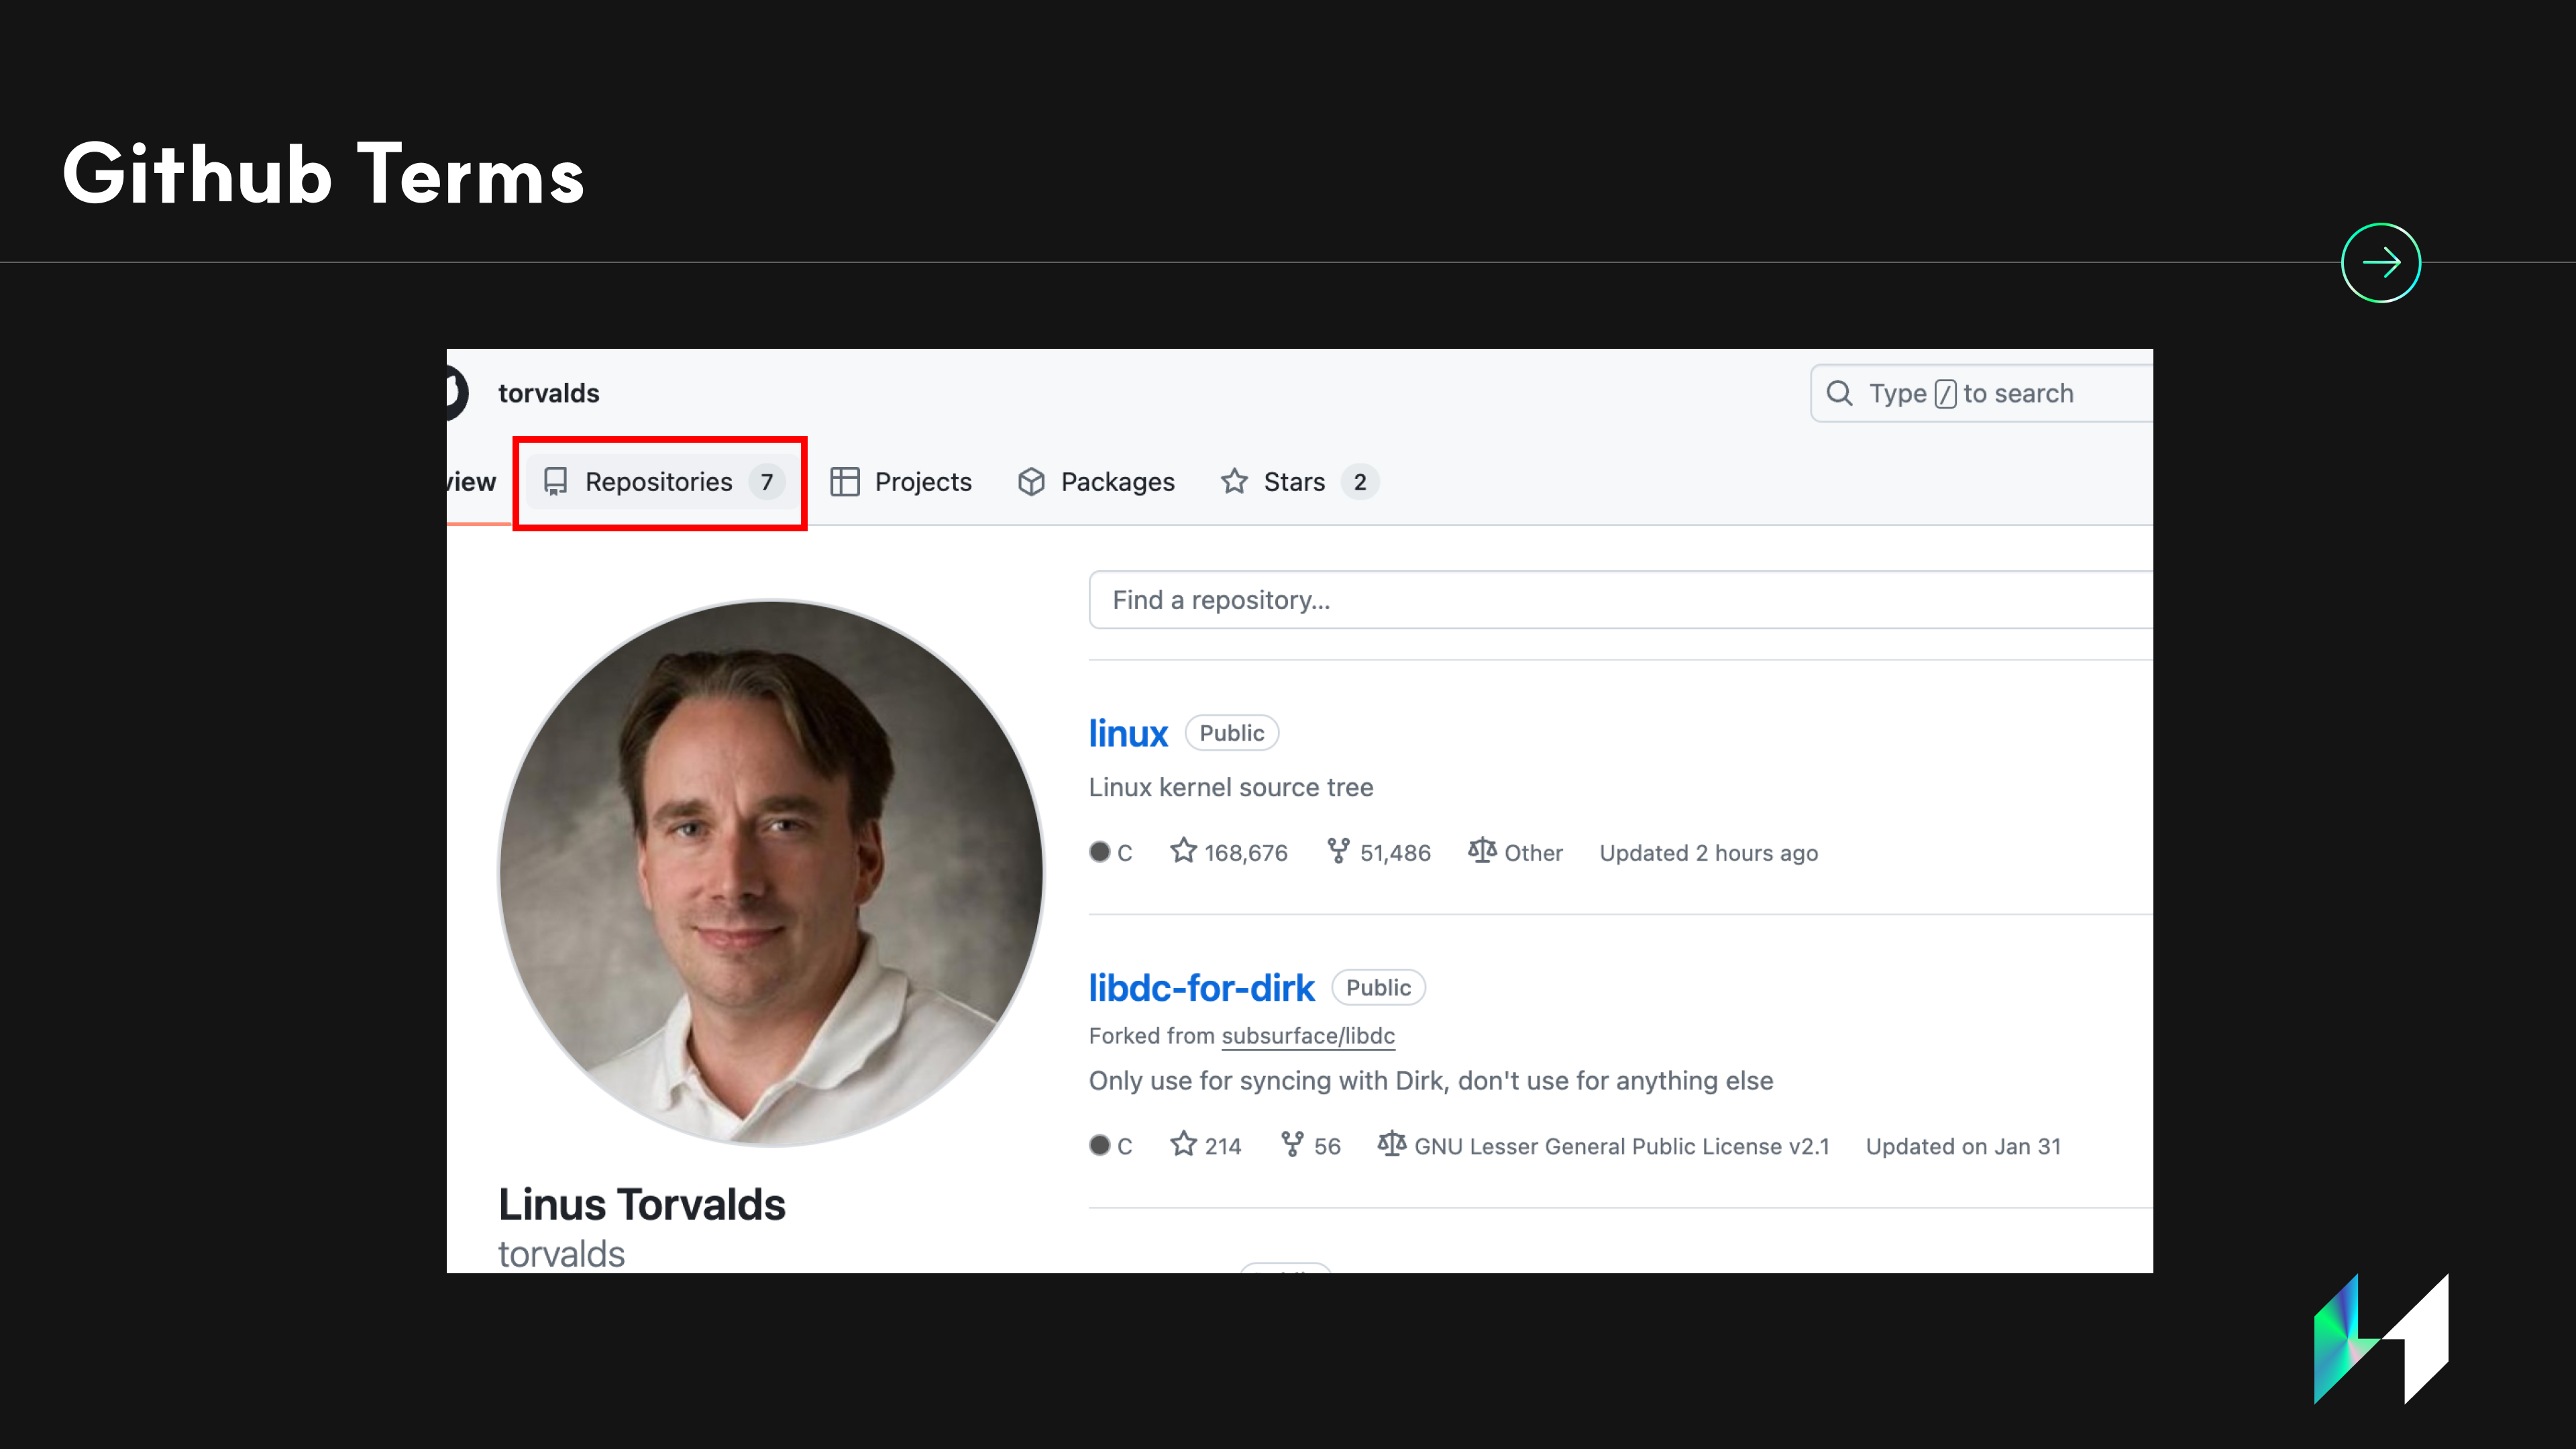 Github Terms
torvalds
Type / to search
view
Repositories 7
Projects
Packages
Stars 2
Find a repository...
linux Public
Linux kernel source tree
C 168,676 51,486 Other Updated 2 hours ago
libdc-for-dirk Public
Forked from subsurface/libdc
Only use for syncing with Dirk, don't use for anything else
C 214 56 GNU Lesser General Public License v2.1 Updated on Jan 31
Linus Torvalds
torvalds